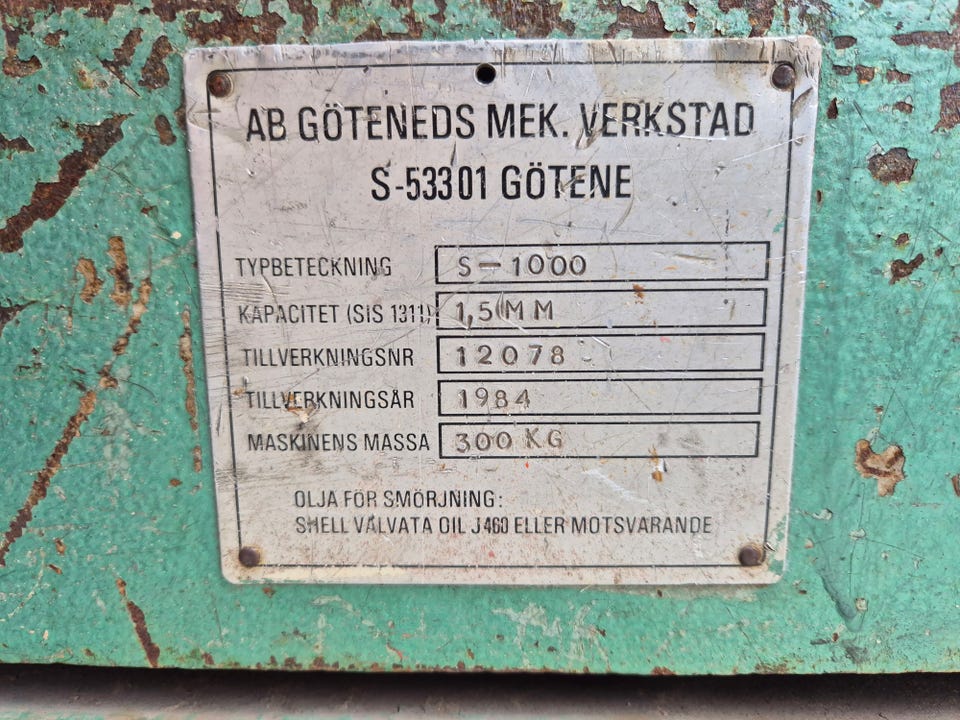 AB GÖTENEDS MEK. VERKSTAD
S-53301 GÖTENE
TYPBETECKNING S-1000
KAPACITET (SIS 1311) 1,5 MM
TILLVERKNINGSNR 12078
TILLVERKNINGSÅR 1984
MASKINENS MASSA 300 KG
OLJA FÖR SMÖRJNING:
SHELL VALVATA OIL J460 ELLER MOTSVARANDE